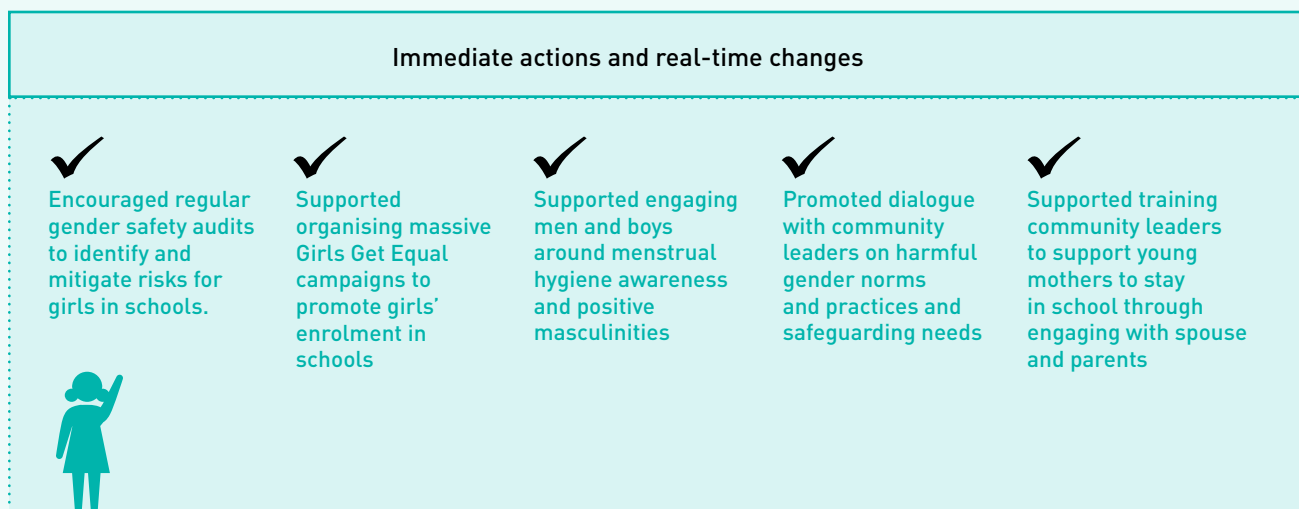 Immediate actions and real-time changes
Encouraged regular
gender safety audits
to identify and
mitigate risks for
girls in schools.
Supported
organising massive
Girls Get Equal
campaigns to
promote girls’
enrolment in
schools
Supported engaging
men and boys
around menstrual
hygiene awareness
and positive
masculinities
Promoted dialogue
with community
leaders on harmful
gender norms
and practices and
safeguarding needs
Supported training
community leaders
to support young
mothers to stay
in school through
engaging with spouse
and parents